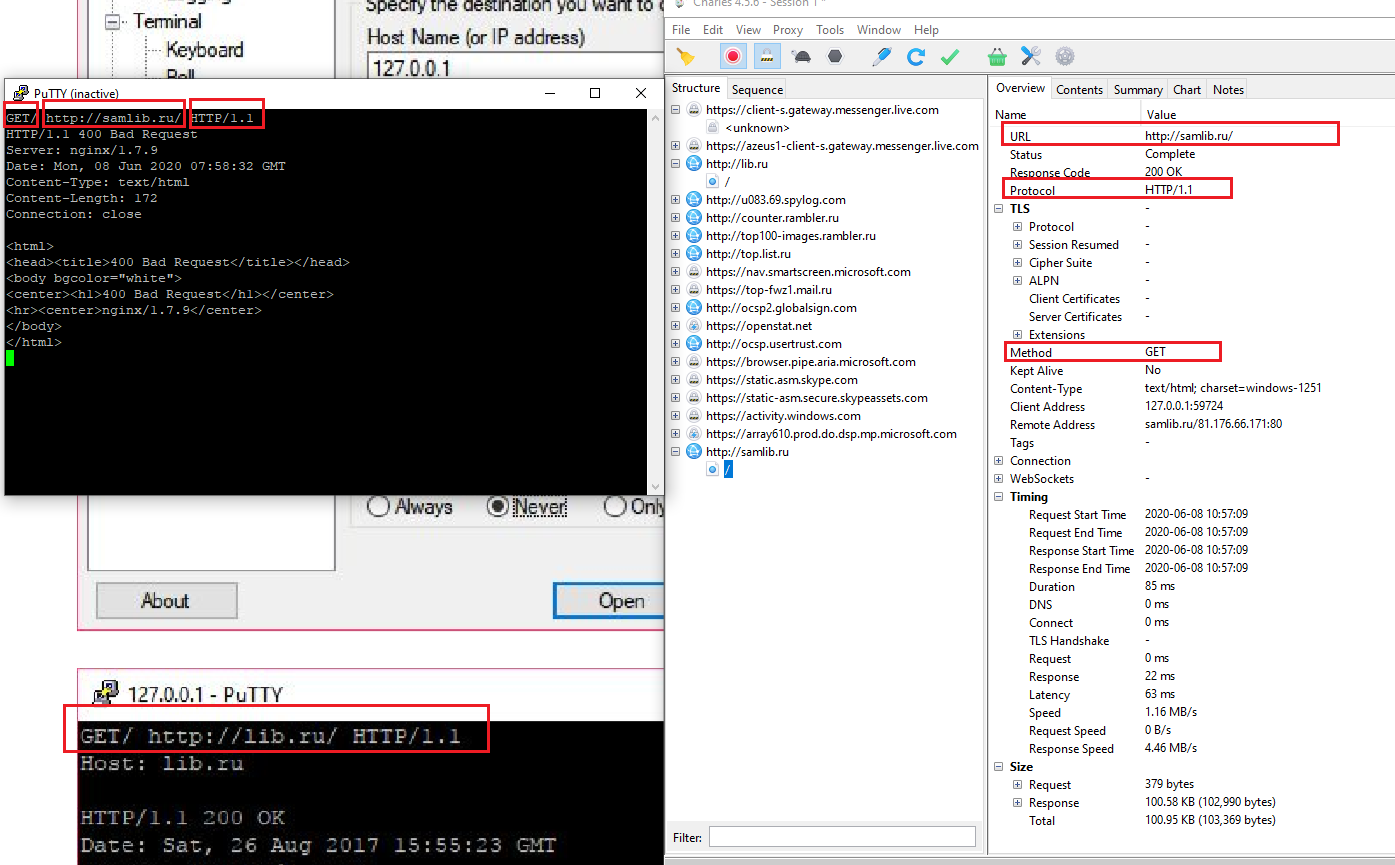 Specify the destination you want to
Terminal
Host Name (or IP address)
Keyboard
127.0.0.1
Bell
PuTTY (inactive)
GET/ http://samlib.ru/ HTTP/1.1
HTTP/1.1 400 Bad Request
Server: nginx/1.7.9
Date: Mon, 08 Jun 2020 07:58:32 GMT
Content-Type: text/html
Content-Length: 172
Connection: close
<html>
<head><title>400 Bad Request</title></head>
<body bgcolor="white">
<center><h1>400 Bad Request</h1></center>
<hr><center>nginx/1.7.9</center>
</body>
</html>
Always Never Only
About Open
127.0.0.1 - PuTTY
GET/ http://lib.ru/ HTTP/1.1
Host: lib.ru
HTTP/1.1 200 OK
Date: Sat, 26 Aug 2017 15:55:23 GMT
Charles 4.5.6 - Session 1 *
File Edit View Proxy Tools Window Help
Structure Sequence
https://client-s.gateway.messenger.live.com
<unknown>
https://azeus1-client-s.gateway.messenger.live.com
http://lib.ru
/
http://u083.69.spylog.com
http://counter.rambler.ru
http://top100-images.rambler.ru
http://top.list.ru
https://nav.smartscreen.microsoft.com
https://top-fwz1.mail.ru
http://ocsp2.globalsign.com
https://openstat.net
http://ocsp.usertrust.com
https://browser.pipe.aria.microsoft.com
https://static.asm.skype.com
https://static-asm.secure.skypeassets.com
https://activity.windows.com
https://array610.prod.do.dsp.mp.microsoft.com
http://samlib.ru
/
Filter:
Overview Contents Summary Chart Notes
Name Value
URL http://samlib.ru/
Status Complete
Response Code 200 OK
Protocol HTTP/1.1
TLS -
Protocol -
Session Resumed -
Cipher Suite -
ALPN -
Client Certificates -
Server Certificates -
Extensions
Method GET
Kept Alive No
Content-Type text/html; charset=windows-1251
Client Address 127.0.0.1:59724
Remote Address samlib.ru/81.176.66.171:80
Tags -
Connection
WebSockets -
Timing
Request Start Time 2020-06-08 10:57:09
Request End Time 2020-06-08 10:57:09
Response Start Time 2020-06-08 10:57:09
Response End Time 2020-06-08 10:57:09
Duration 85 ms
DNS 0 ms
Connect 0 ms
TLS Handshake -
Request 0 ms
Response 22 ms
Latency 63 ms
Speed 1.16 MB/s
Request Speed 0 B/s
Response Speed 4.46 MB/s
Size
Request 379 bytes
Response 100.58 KB (102,990 bytes)
Total 100.95 KB (103,369 bytes)